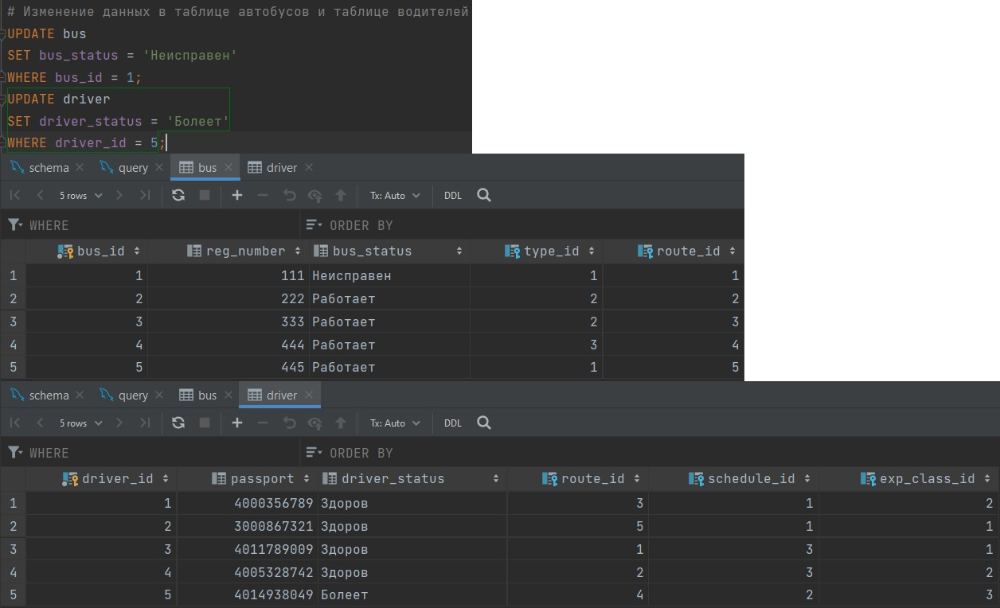 # Изменение данных в таблице автобусов и таблице водителей
UPDATE bus
SET bus_status = 'Неисправен'
WHERE bus_id = 1;
UPDATE driver
SET driver_status = 'Болеет'
WHERE driver_id = 5;
schema query bus driver
5 rows Tx: Auto DDL
WHERE ORDER BY
bus_id reg_number bus_status type_id route_id
1 1 111 Неисправен 1 1
2 2 222 Работает 2 2
3 3 333 Работает 2 3
4 4 444 Работает 3 4
5 5 445 Работает 1 5
schema query bus driver
5 rows Tx: Auto DDL
WHERE ORDER BY
driver_id passport driver_status route_id schedule_id exp_class_id
1 1 4000356789 Здоров 3 1 2
2 2 3000867321 Здоров 5 1 1
3 3 4011789009 Здоров 1 3 1
4 4 4005328742 Здоров 2 3 2
5 5 4014938049 Болеет 4 2 3